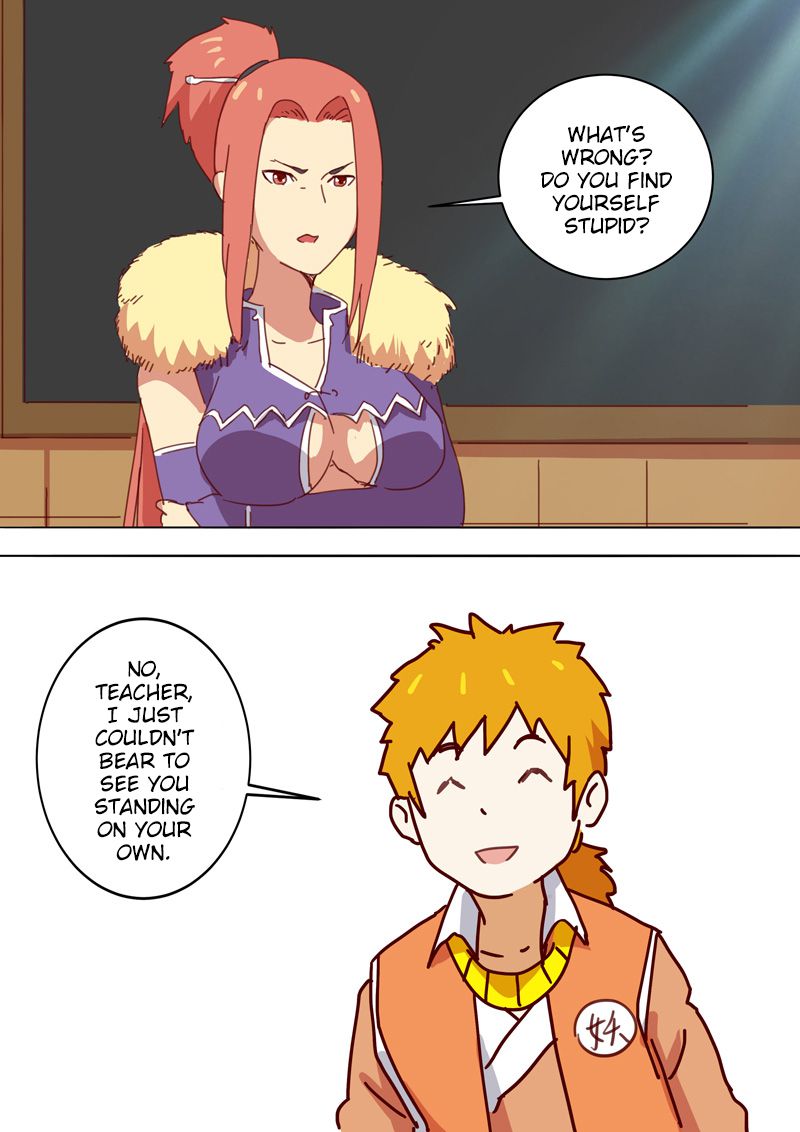 WHAT'S
WRONG?
DO YOU FIND
YOURSELF
STUPID?
NO,
TEACHER,
I JUST
COULDN'T
BEAR TO
SEE YOU
STANDING
ON YOUR
OWN.